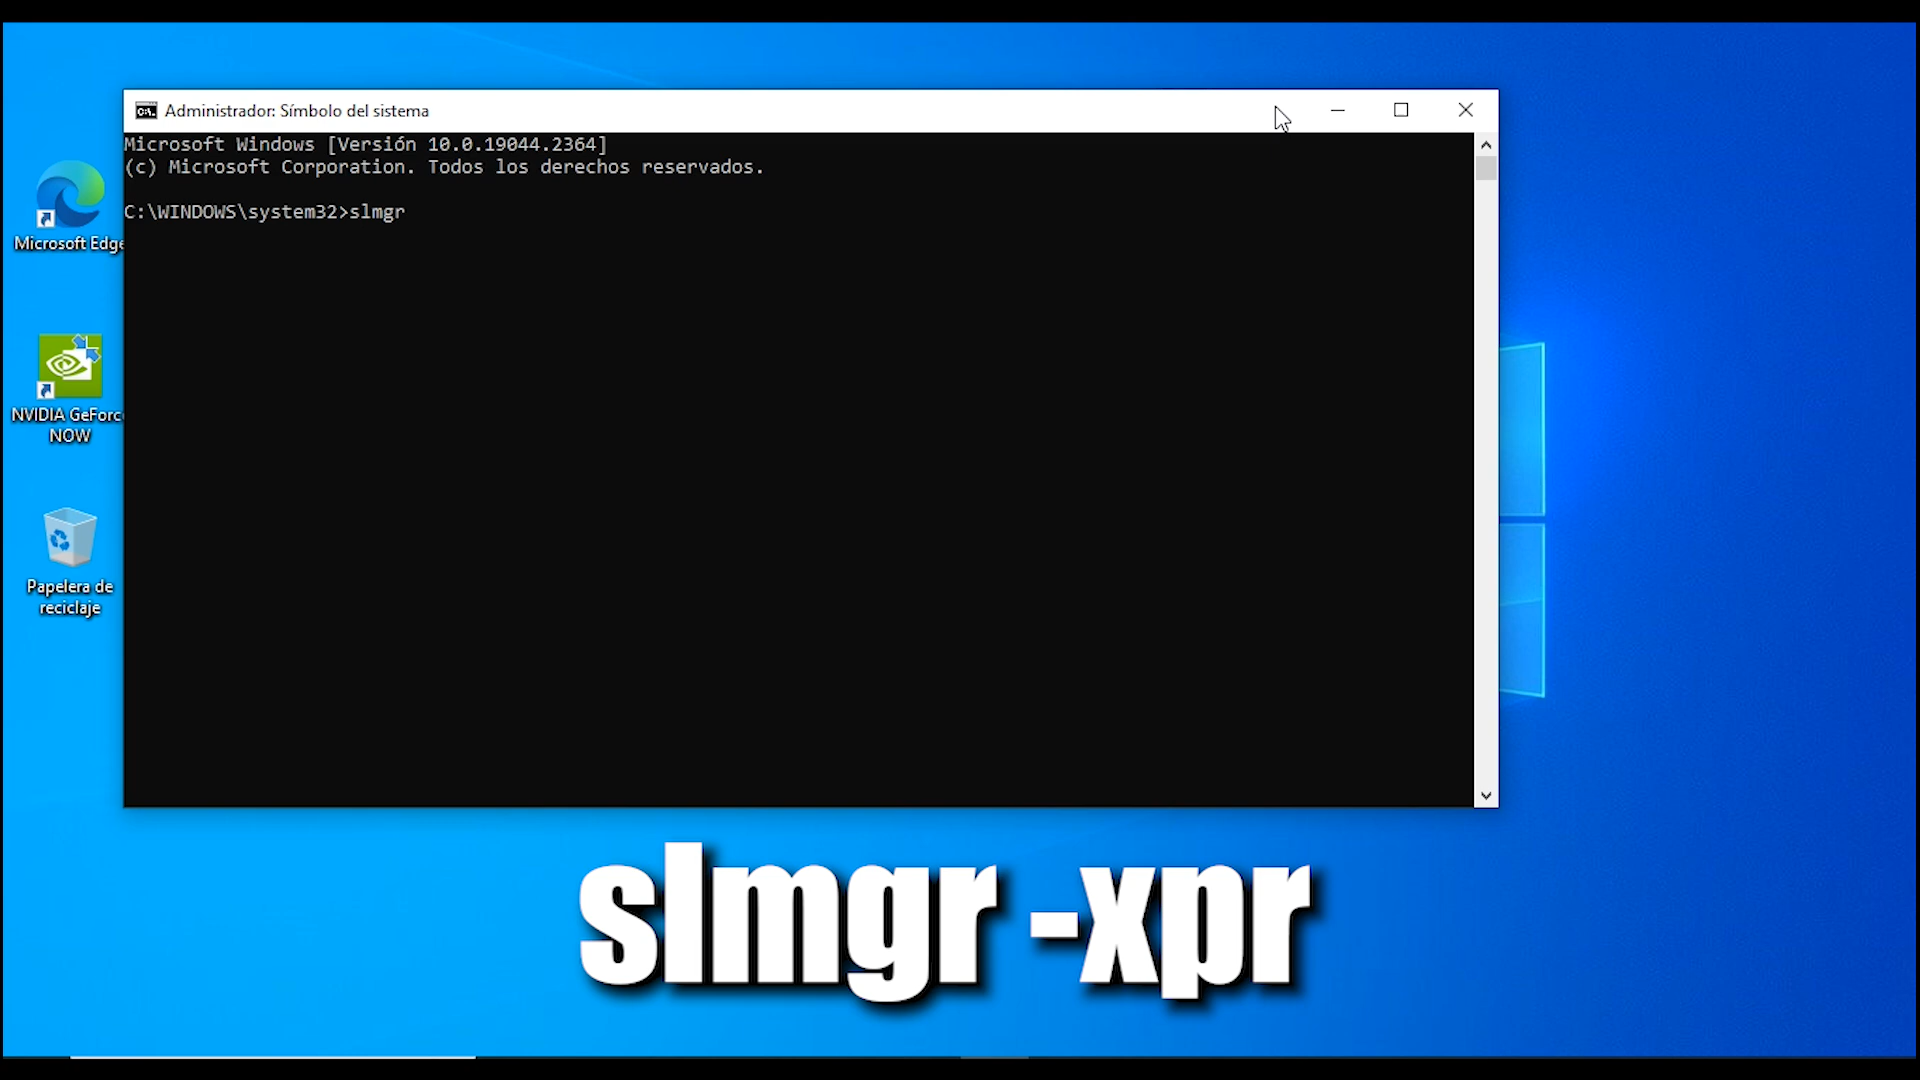 Administrador: Símbolo del sistema
Microsoft Windows [Versión 10.0.19044.2364]
(c) Microsoft Corporation. Todos los derechos reservados.
C:\WINDOWS\system32>slmgr
Microsoft Edge
NVIDIA GeForc
NOW
Papelera de
reciclaje
slmgr -xpr